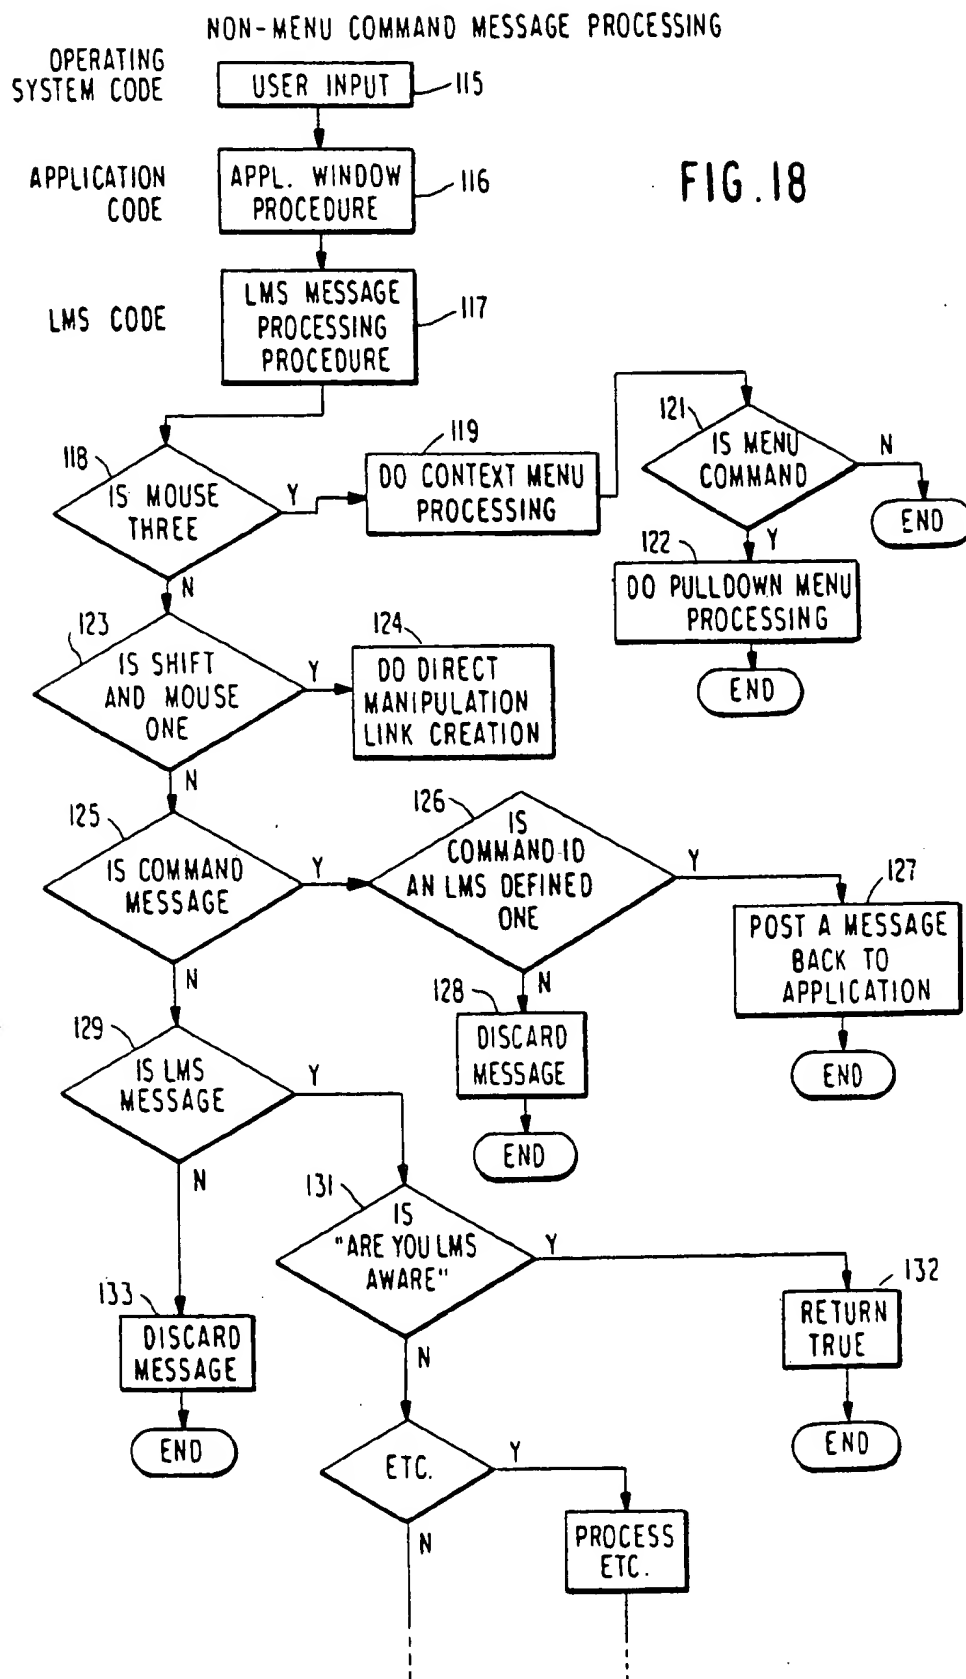 NON-MENU COMMAND MESSAGE PROCESSING
OPERATING
SYSTEM CODE
USER INPUT
115
APPLICATION
CODE
APPL. WINDOW
PROCEDURE
116
FIG.18
LMS CODE
LMS MESSAGE
PROCESSING
PROCEDURE
117
118
IS MOUSE
THREE
Y
N
119
DO CONTEXT MENU
PROCESSING
121
IS MENU
COMMAND
N
END
Y
122
DO PULLDOWN MENU
PROCESSING
END
123
IS SHIFT
AND MOUSE
ONE
Y
N
124
DO DIRECT
MANIPULATION
LINK CREATION
125
IS COMMAND
MESSAGE
Y
N
126
IS
COMMAND-ID
AN LMS DEFINED
ONE
Y
N
127
POST A MESSAGE
BACK TO
APPLICATION
END
128
DISCARD
MESSAGE
END
129
IS LMS
MESSAGE
Y
N
131
IS
"ARE YOU LMS
AWARE"
Y
N
132
RETURN
TRUE
END
133
DISCARD
MESSAGE
END
ETC.
Y
N
PROCESS
ETC.